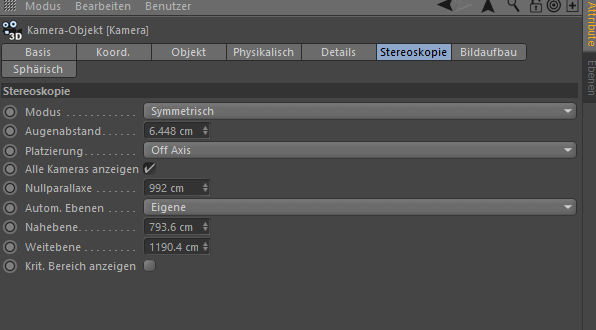 Modus Bearbeiten Benutzer
3D Kamera-Objekt [Kamera]
Basis Koord. Objekt Physikalisch Details Stereoskopie Bildaufbau
Sphärisch
Stereoskopie
Modus . . . . . . . . . . . Symmetrisch
Augenabstand . . . . . 6.448 cm
Platzierung . . . . . . . . Off Axis
Alle Kameras anzeigen
Nullparallaxe . . . . . . 992 cm
Autom. Ebenen . . . . . Eigene
Nahebene . . . . . . . . . 793.6 cm
Weitebene . . . . . . . . 1190.4 cm
Krit. Bereich anzeigen
Attribute
Ebenen